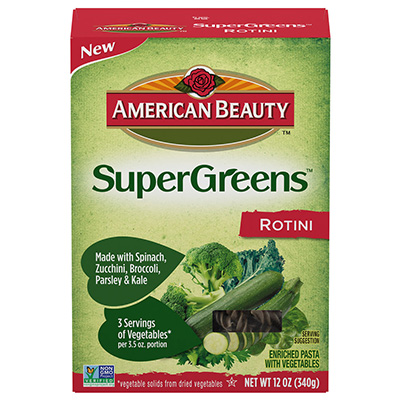 SuperGreens™
ROTINI
New
AMERICAN BEAUTY
™
SuperGreens™
ROTINI
Made with Spinach,
Zucchini, Broccoli,
Parsley & Kale
3 Servings
of Vegetables*
per 3.5 oz. portion
SERVING
SUGGESTION
ENRICHED PASTA
WITH VEGETABLES
NON
GMO
Project
VERIFIED
*vegetable solids from dried vegetables
NET WT 12 OZ (340g)